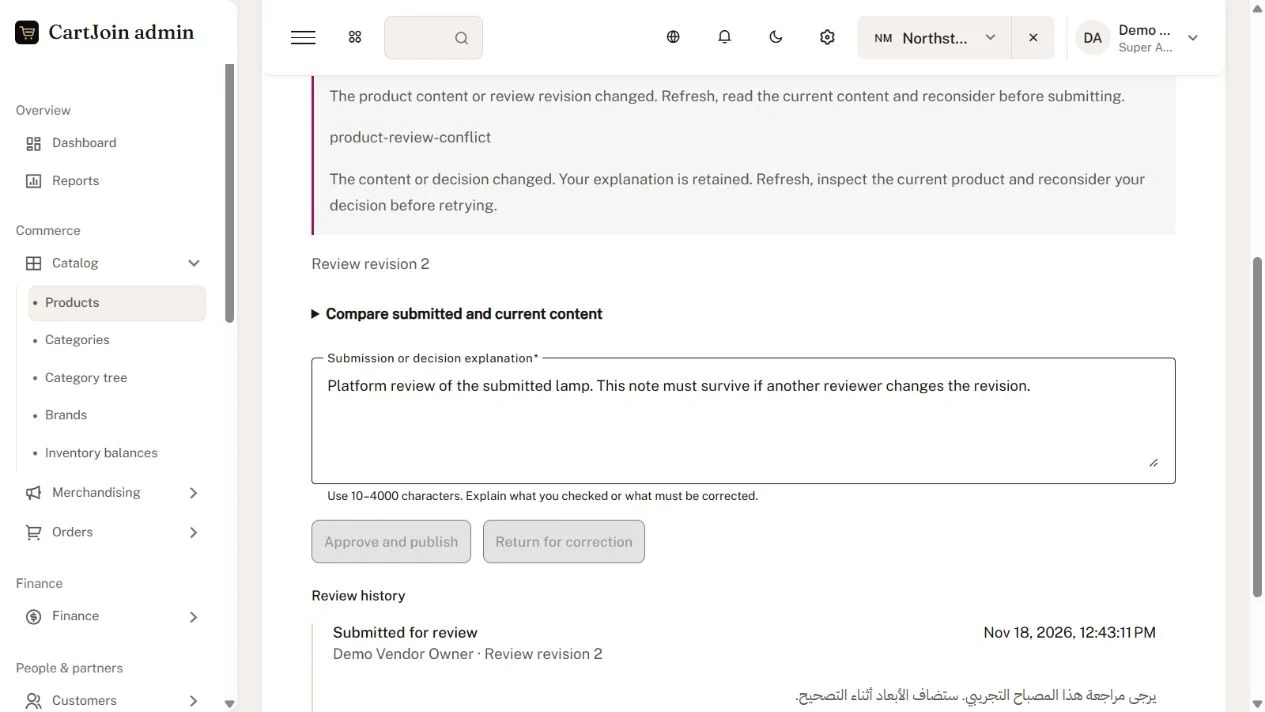 CartJoin admin
NM Northst...
DA
Demo ...
Super A...
Overview
Dashboard
Reports
Commerce
Catalog
Products
Categories
Category tree
Brands
Inventory balances
Merchandising
Orders
Finance
Finance
People & partners
Customers
The product content or review revision changed. Refresh, read the current content and reconsider before submitting.
product-review-conflict
The content or decision changed. Your explanation is retained. Refresh, inspect the current product and reconsider your
decision before retrying.
Review revision 2
Compare submitted and current content
Submission or decision explanation*
Platform review of the submitted lamp. This note must survive if another reviewer changes the revision.
Use 10–4000 characters. Explain what you checked or what must be corrected.
Approve and publish
Return for correction
Review history
Submitted for review
Nov 18, 2026, 12:43:11 PM
Demo Vendor Owner · Review revision 2
يرجى مراجعة هذا المصباح التجريبي. ستضاف الأبعاد أثناء التصحيح.